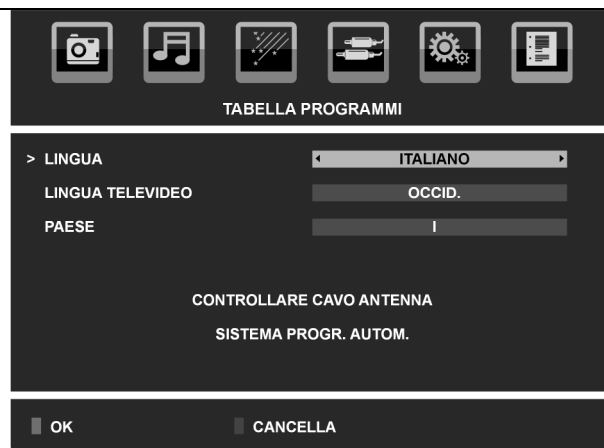 TABELLA PROGRAMMI
> LINGUA ITALIANO
LINGUA TELEVIDEO OCCID.
PAESE I
CONTROLLARE CAVO ANTENNA
SISTEMA PROGR. AUTOM.
OK CANCELLA